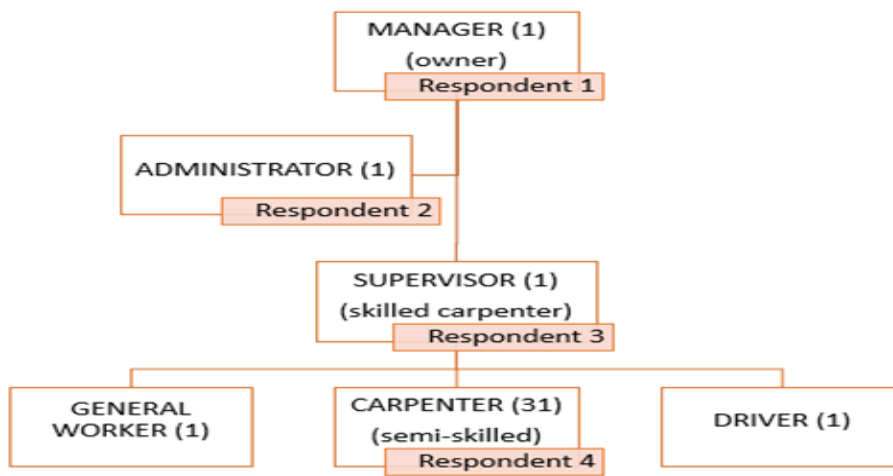 MANAGER (1)
(owner)
Respondent 1
ADMINISTRATOR (1)
Respondent 2
SUPERVISOR (1)
(skilled carpenter)
Respondent 3
GENERAL
WORKER (1)
CARPENTER (31)
(semi-skilled)
Respondent 4
DRIVER (1)